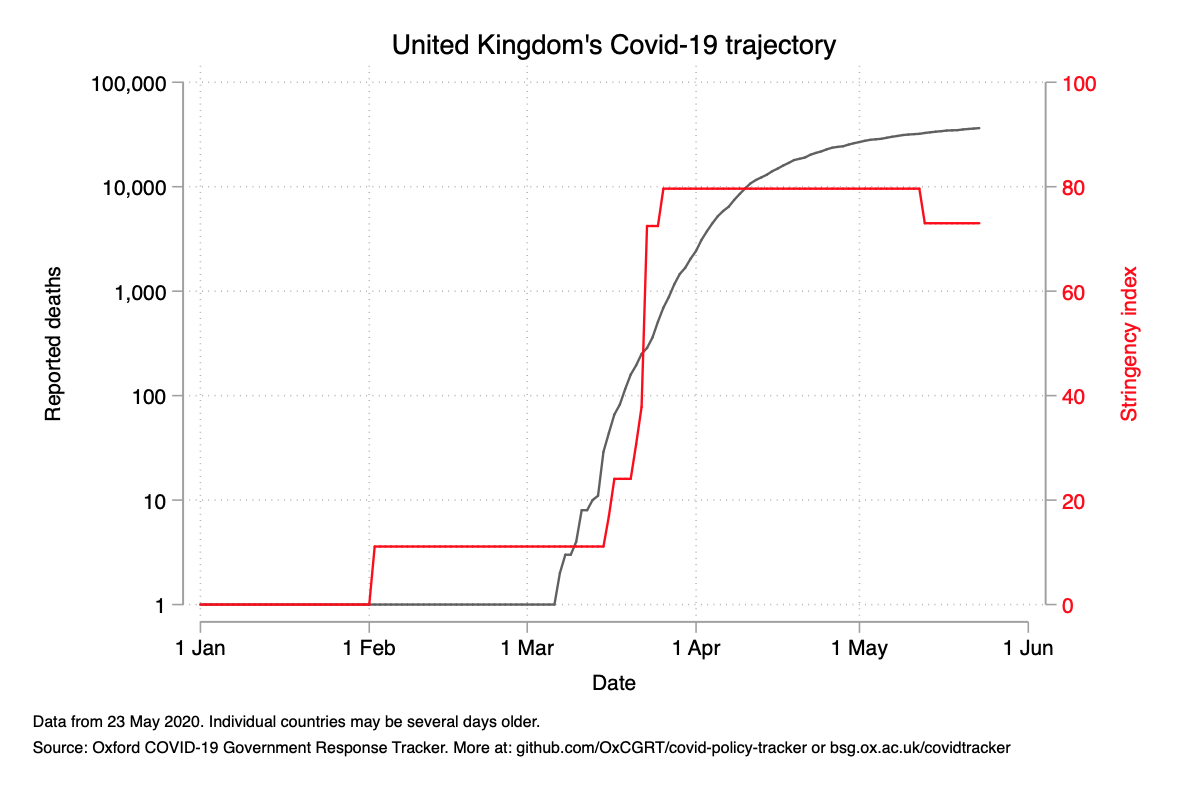 United Kingdom's Covid-19 trajectory
100,000
10,000
1,000
100
10
1
Reported deaths
100
80
60
40
20
0
Stringency index
1 Jan
1 Feb
1 Mar
1 Apr
1 May
1 Jun
Date
Data from 23 May 2020. Individual countries may be several days older.
Source: Oxford COVID-19 Government Response Tracker. More at: github.com/OxCGRT/covid-policy-tracker or bsg.ox.ac.uk/covidtracker